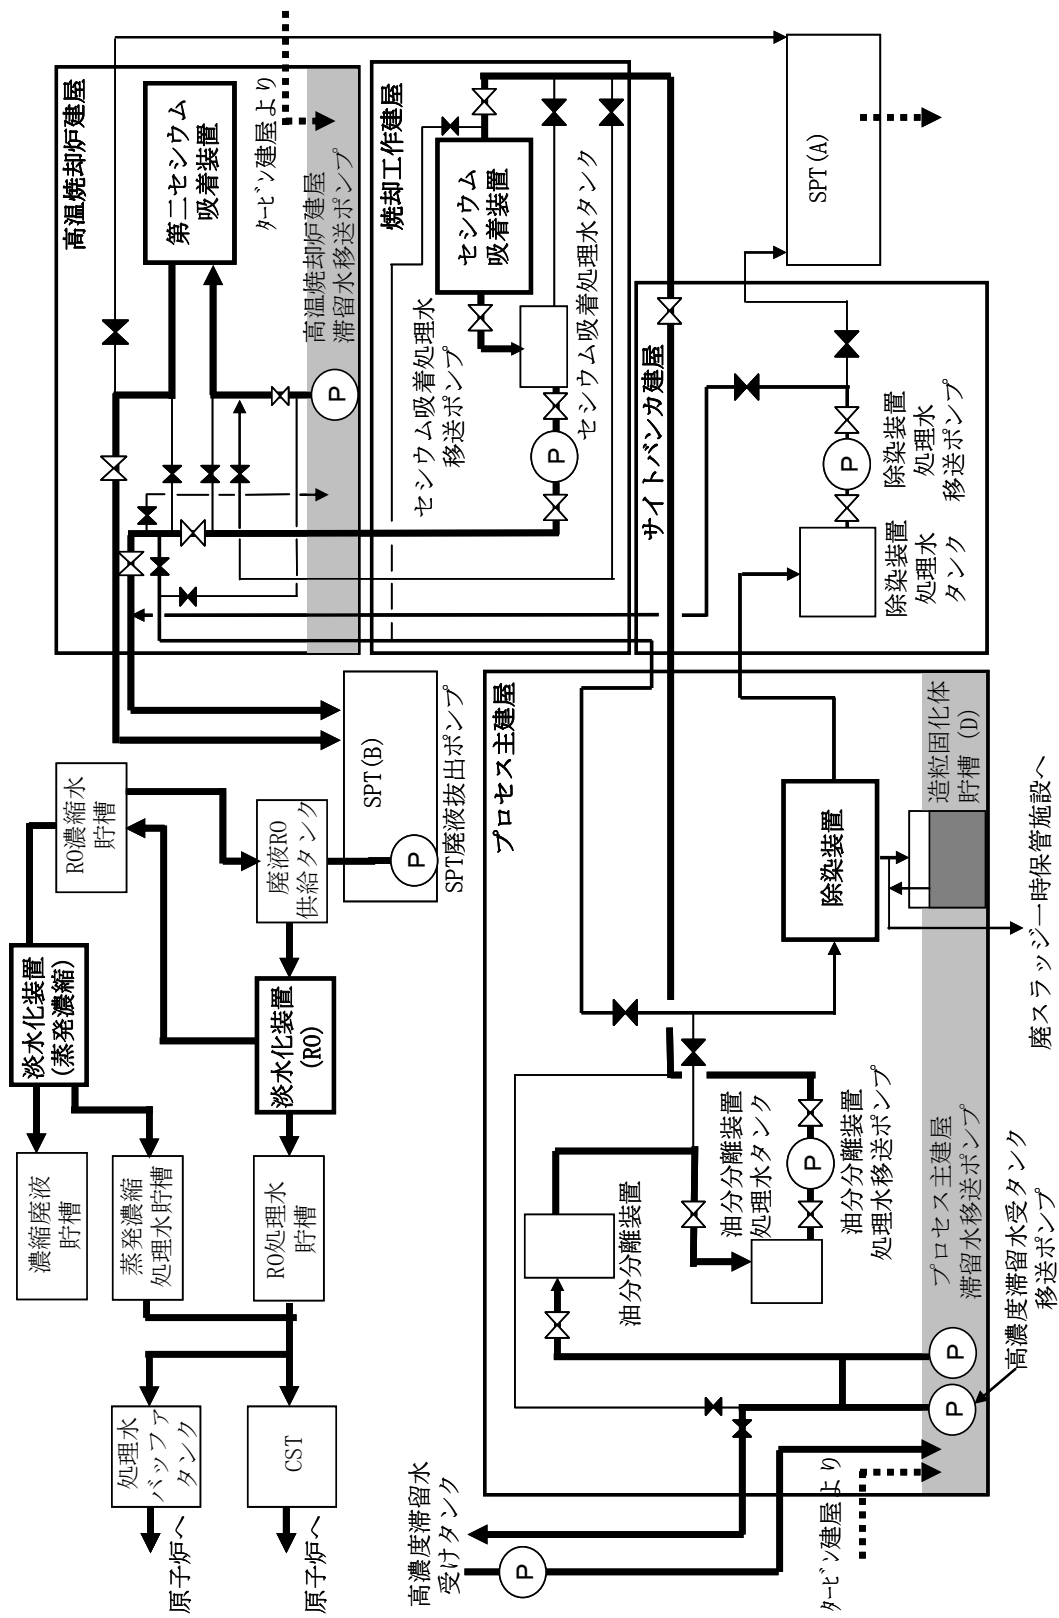 高温焼却炉建屋
第二セシウム
吸着装置
ﾀｰﾋﾞﾝ建屋より
高温焼却炉建屋
滞留水移送ポンプ
P
焼却工作建屋
セシウム
吸着装置
セシウム吸着処理水
移送ポンプ
セシウム吸着処理水タンク
P
SPT(A)
サイトバンカ建屋
除染装置
処理水
移送ポンプ
P
除染装置
処理水
タンク
SPT(B)
P
SPT廃液抜出ポンプ
RO濃縮水
貯槽
廃液RO
供給タンク
淡水化装置
(蒸発濃縮)
淡水化装置
(RO)
濃縮廃液
貯槽
蒸発濃縮
処理水貯槽
RO処理水
貯槽
処理水
バッファ
タンク
CST
原子炉へ
原子炉へ
プロセス主建屋
除染装置
造粒固化体
貯槽(D)
廃スラッジ一時保管施設へ
油分分離装置
油分分離装置
処理水タンク
P
油分分離装置
処理水移送ポンプ
プロセス主建屋
滞留水移送ポンプ
P
P
高濃度滞留水受タンク
移送ポンプ
高濃度滞留水
受けタンク
P
ﾀｰﾋﾞﾝ建屋より